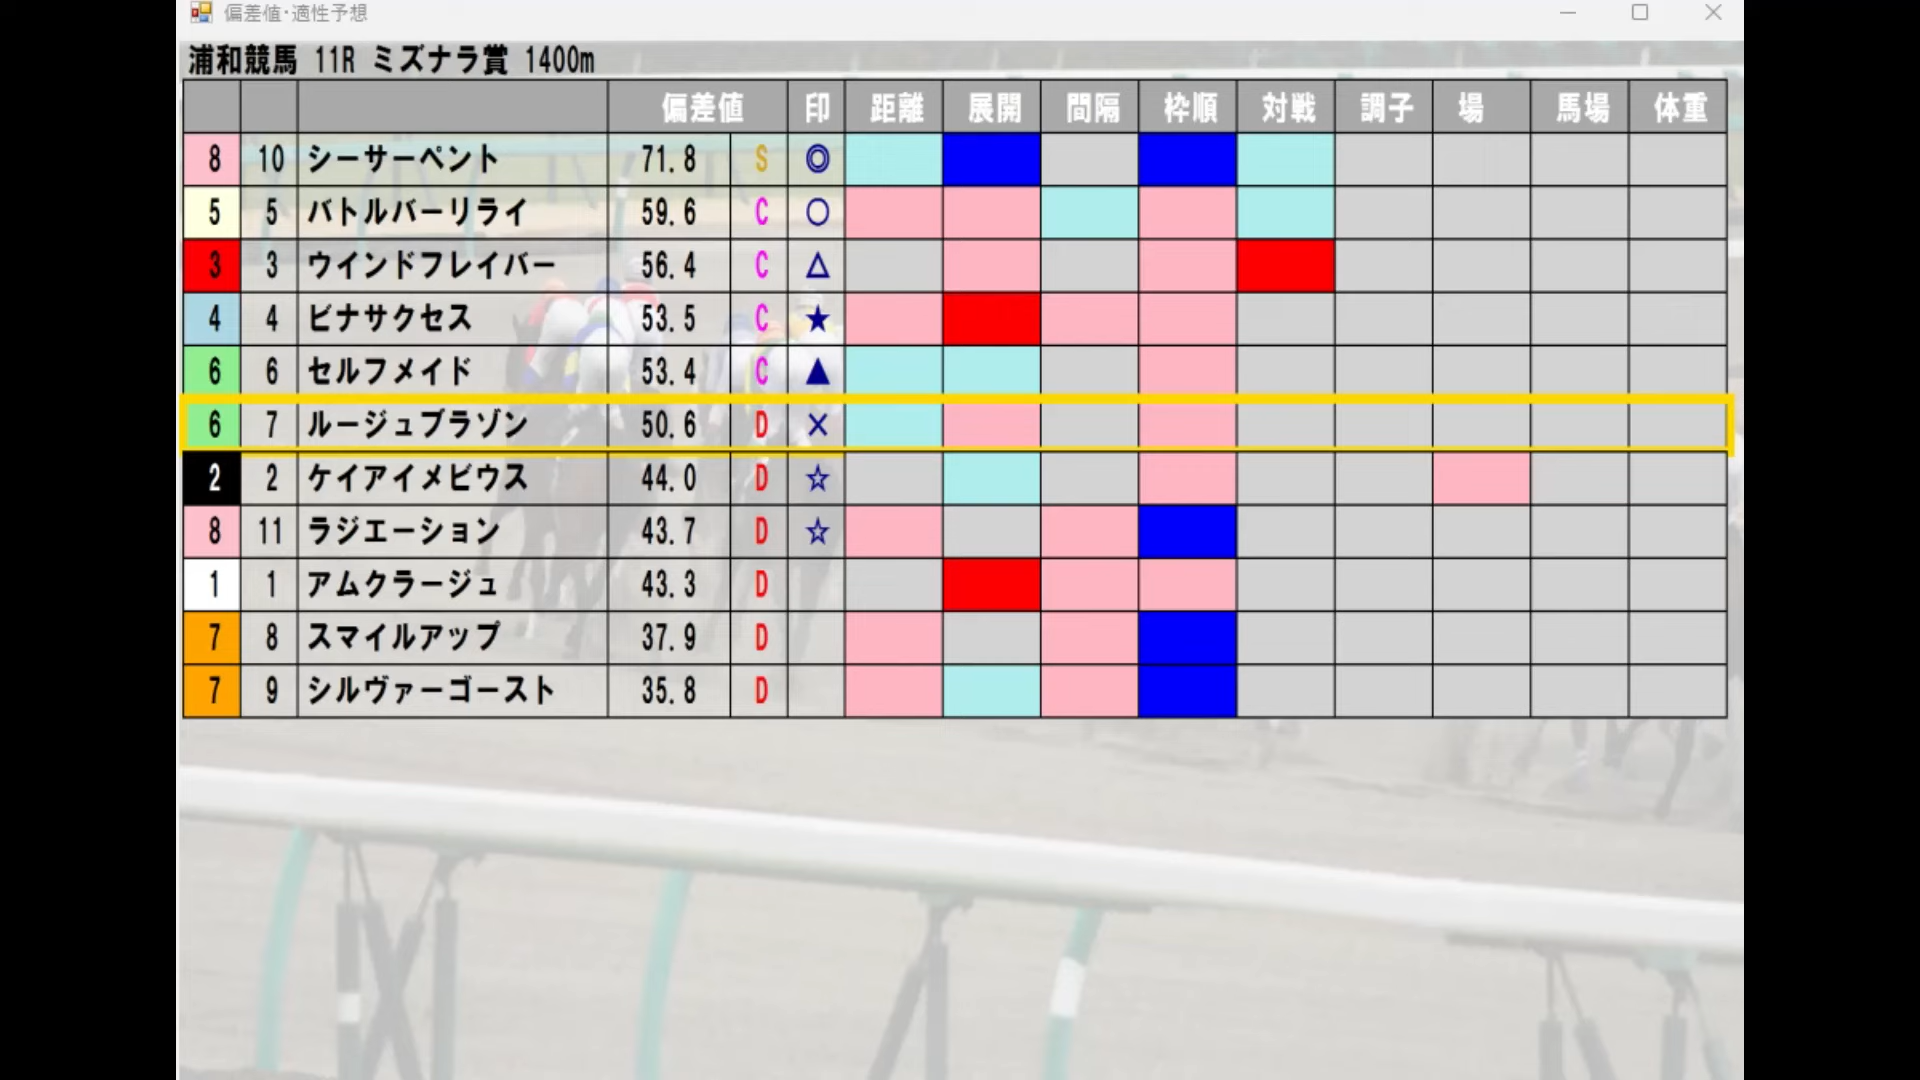 偏差値・適性予想
浦和競馬 11R ミズナラ賞 1400m
偏差値 印 距離 展開 間隔 枠順 対戦 調子 場 馬場 体重
8 10 シーサーペント 71.8 S ◎
5 5 バトルバーリライ 59.6 C ○
3 3 ウインドフレイバー 56.4 C △
4 4 ビナサクセス 53.5 C ★
6 6 セルフメイド 53.4 C ▲
6 7 ルージュブラゾン 50.6 D ×
2 2 ケイアイメビウス 44.0 D ☆
8 11 ラジエーション 43.7 D ☆
1 1 アムクラージュ 43.3 D
7 8 スマイルアップ 37.9 D
7 9 シルヴァーゴースト 35.8 D